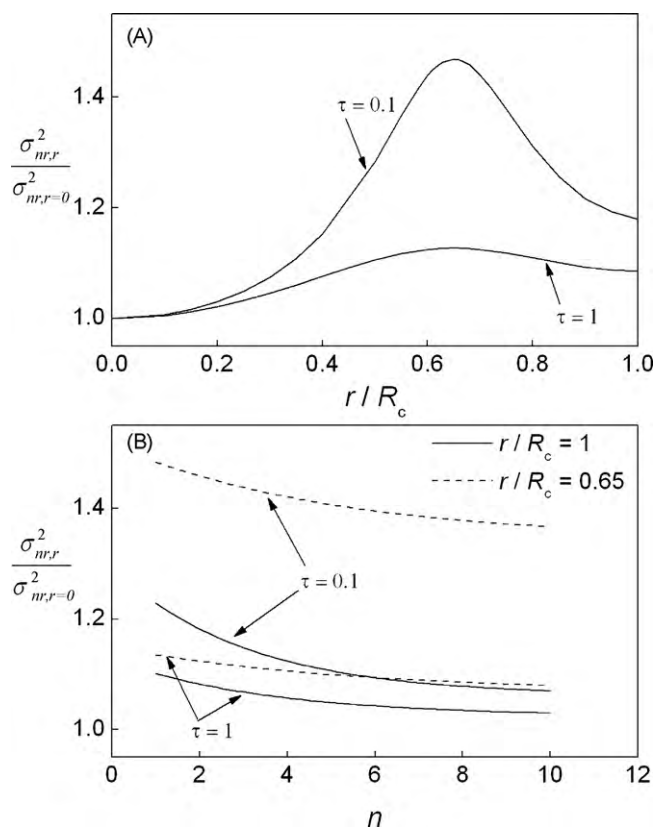 (A)
1.4
τ = 0.1
σ²nr,r
σ²nr,r=0
1.2
1.0
τ = 1
0.0 0.2 0.4 0.6 0.8 1.0
r / Rc
(B)
r / Rc = 1
r / Rc = 0.65
1.4
σ²nr,r
σ²nr,r=0
τ = 0.1
1.2
1.0
τ = 1
0 2 4 6 8 10 12
n